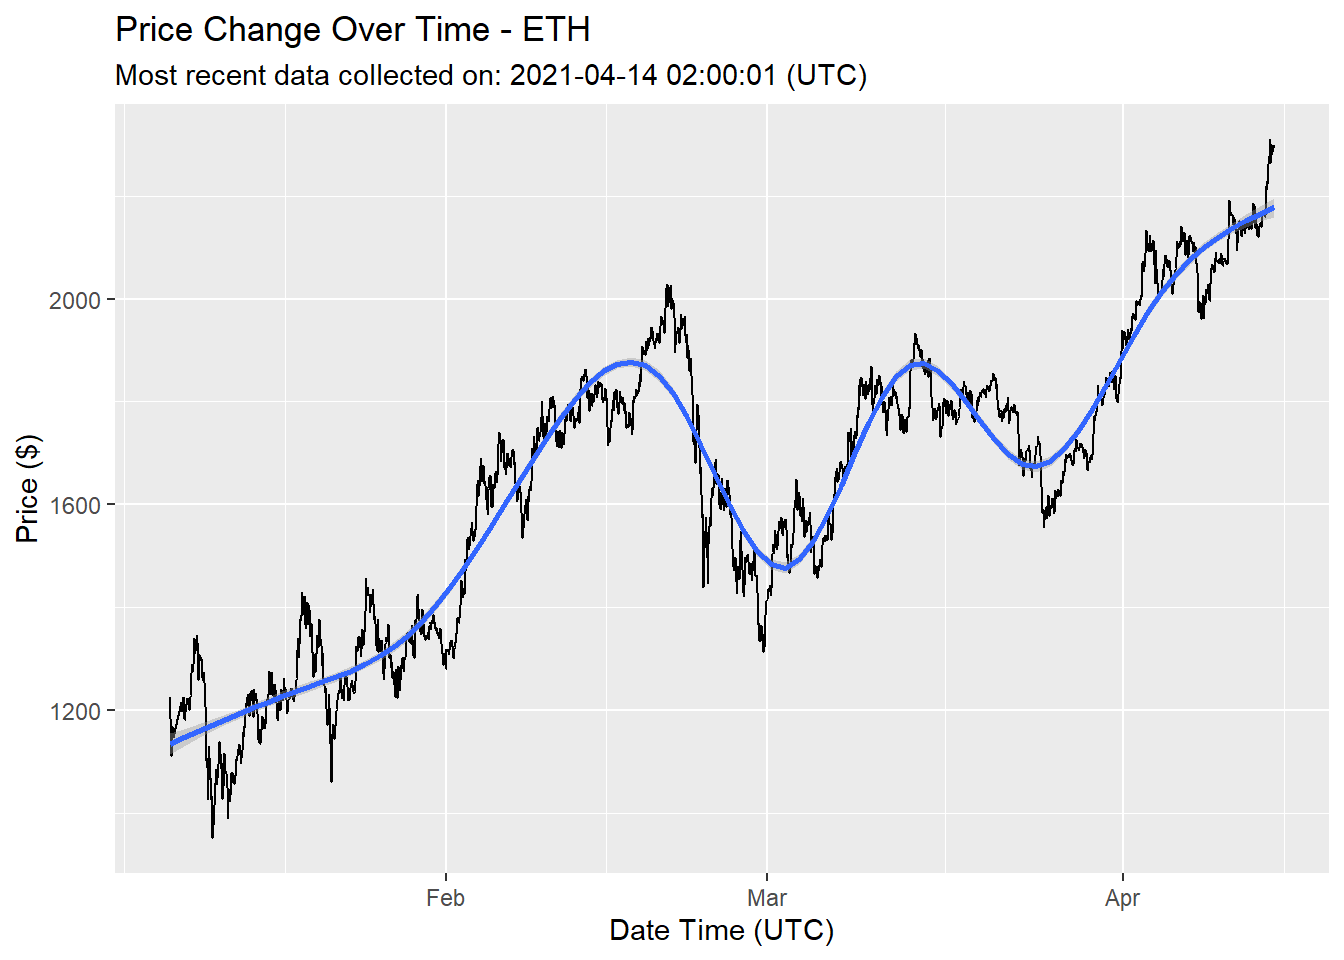 Price Change Over Time - ETH
Most recent data collected on: 2021-04-14 02:00:01 (UTC)
Price ($)
2000
1600
1200
Feb
Mar
Apr
Date Time (UTC)